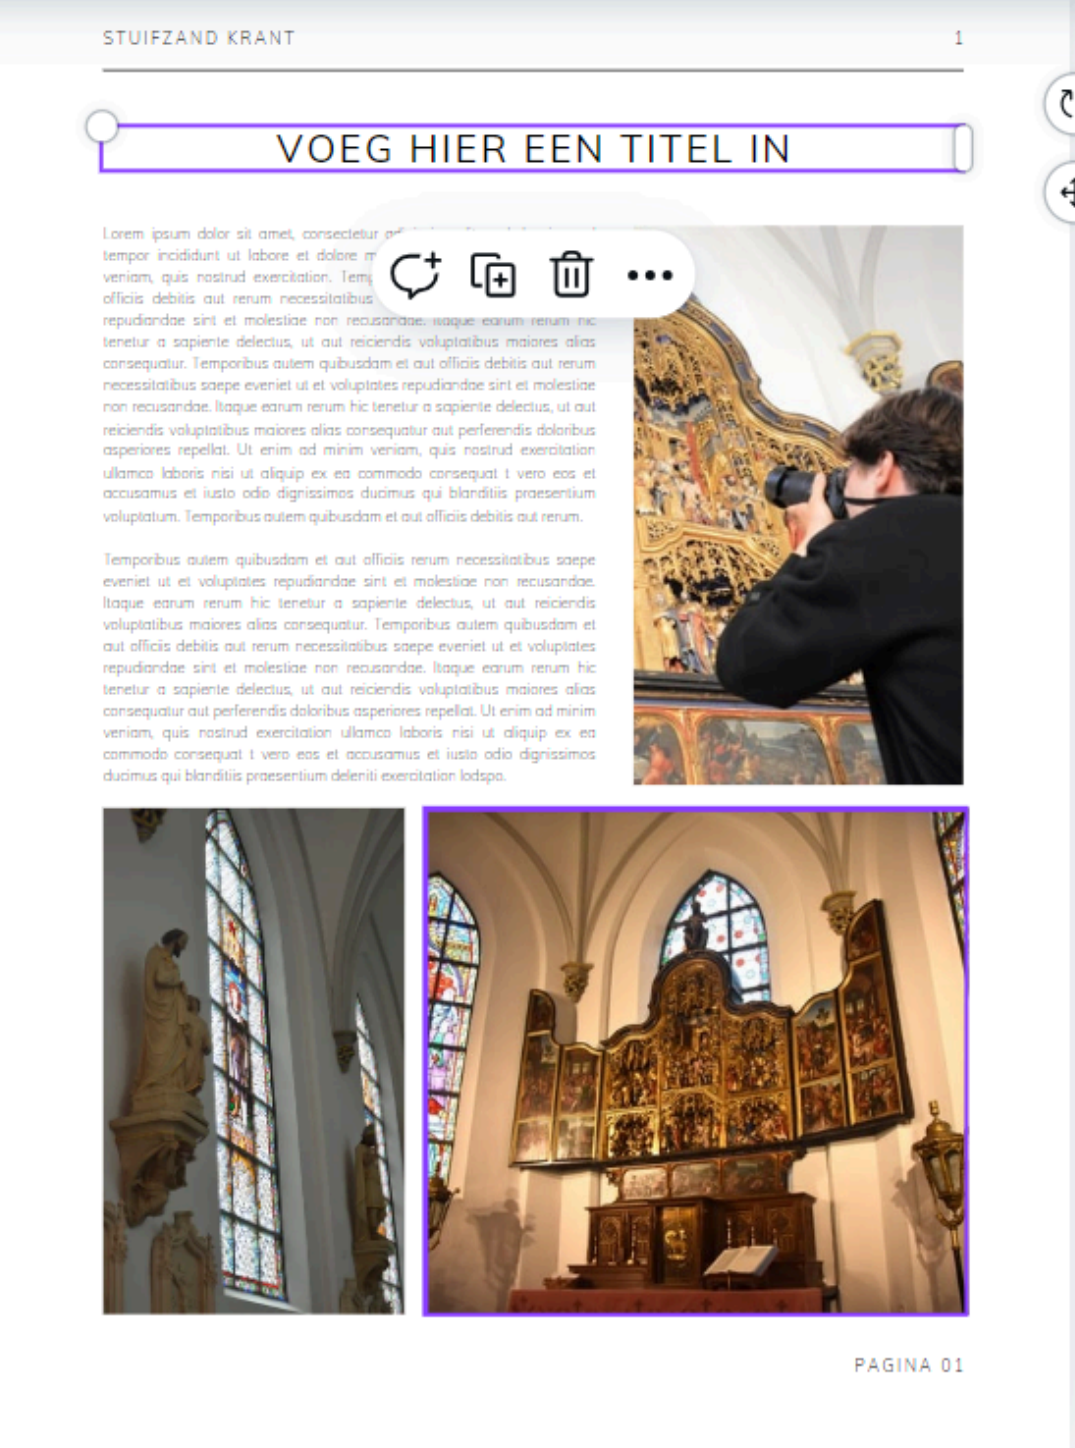 STUIFZAND KRANT
1
VOEG HIER EEN TITEL IN
Lorem ipsum dolor sit amet, consectetur
tempor incididunt ut labore et dolore
veniam, quis nostrud exercitation.
officiis debitis aut rerum necessitatibus
repudiandae sint et molestiae non recusandae. Itaque earum rerum hic
tenetur a sapiente delectus, ut aut reiciendis voluptatibus maiores alias
consequatur. Temporibus autem quibusdam et aut officiis debitis aut rerum
necessitatibus saepe eveniet ut et voluptates repudiandae sint et molestiae
non recusandae. Itaque earum rerum hic tenetur a sapiente delectus, ut aut
reiciendis voluptatibus maiores alias consequatur aut perferendis doloribus
asperiores repellat. Ut enim ad minim veniam, quis nostrud exercitation
ullamco laboris nisi ut aliquip ex ea commodo consequat t vero eos et
accusamus et iusto odio dignissimos ducimus qui blanditiis praesentium
voluptatum. Temporibus autem quibusdam et aut officiis debitis aut rerum.
Temporibus autem quibusdam et aut officiis rerum necessitatibus saepe
eveniet ut et voluptates repudiandae sint et molestiae non recusandae.
Itaque earum rerum hic tenetur a sapiente delectus, ut aut reiciendis
voluptatibus maiores alias consequatur. Temporibus autem quibusdam et
aut officiis debitis aut rerum necessitatibus saepe eveniet ut et voluptates
repudiandae sint et molestiae non recusandae. Itaque earum rerum hic
tenetur a sapiente delectus, ut aut reiciendis voluptatibus maiores alias
consequatur aut perferendis doloribus asperiores repellat. Ut enim ad minim
veniam, quis nostrud exercitation ullamco laboris nisi ut aliquip ex ea
commodo consequat t vero eos et accusamus et iusto odio dignissimos
ducimus qui blanditiis praesentium deleniti exercitation lodspo.
PAGINA 01